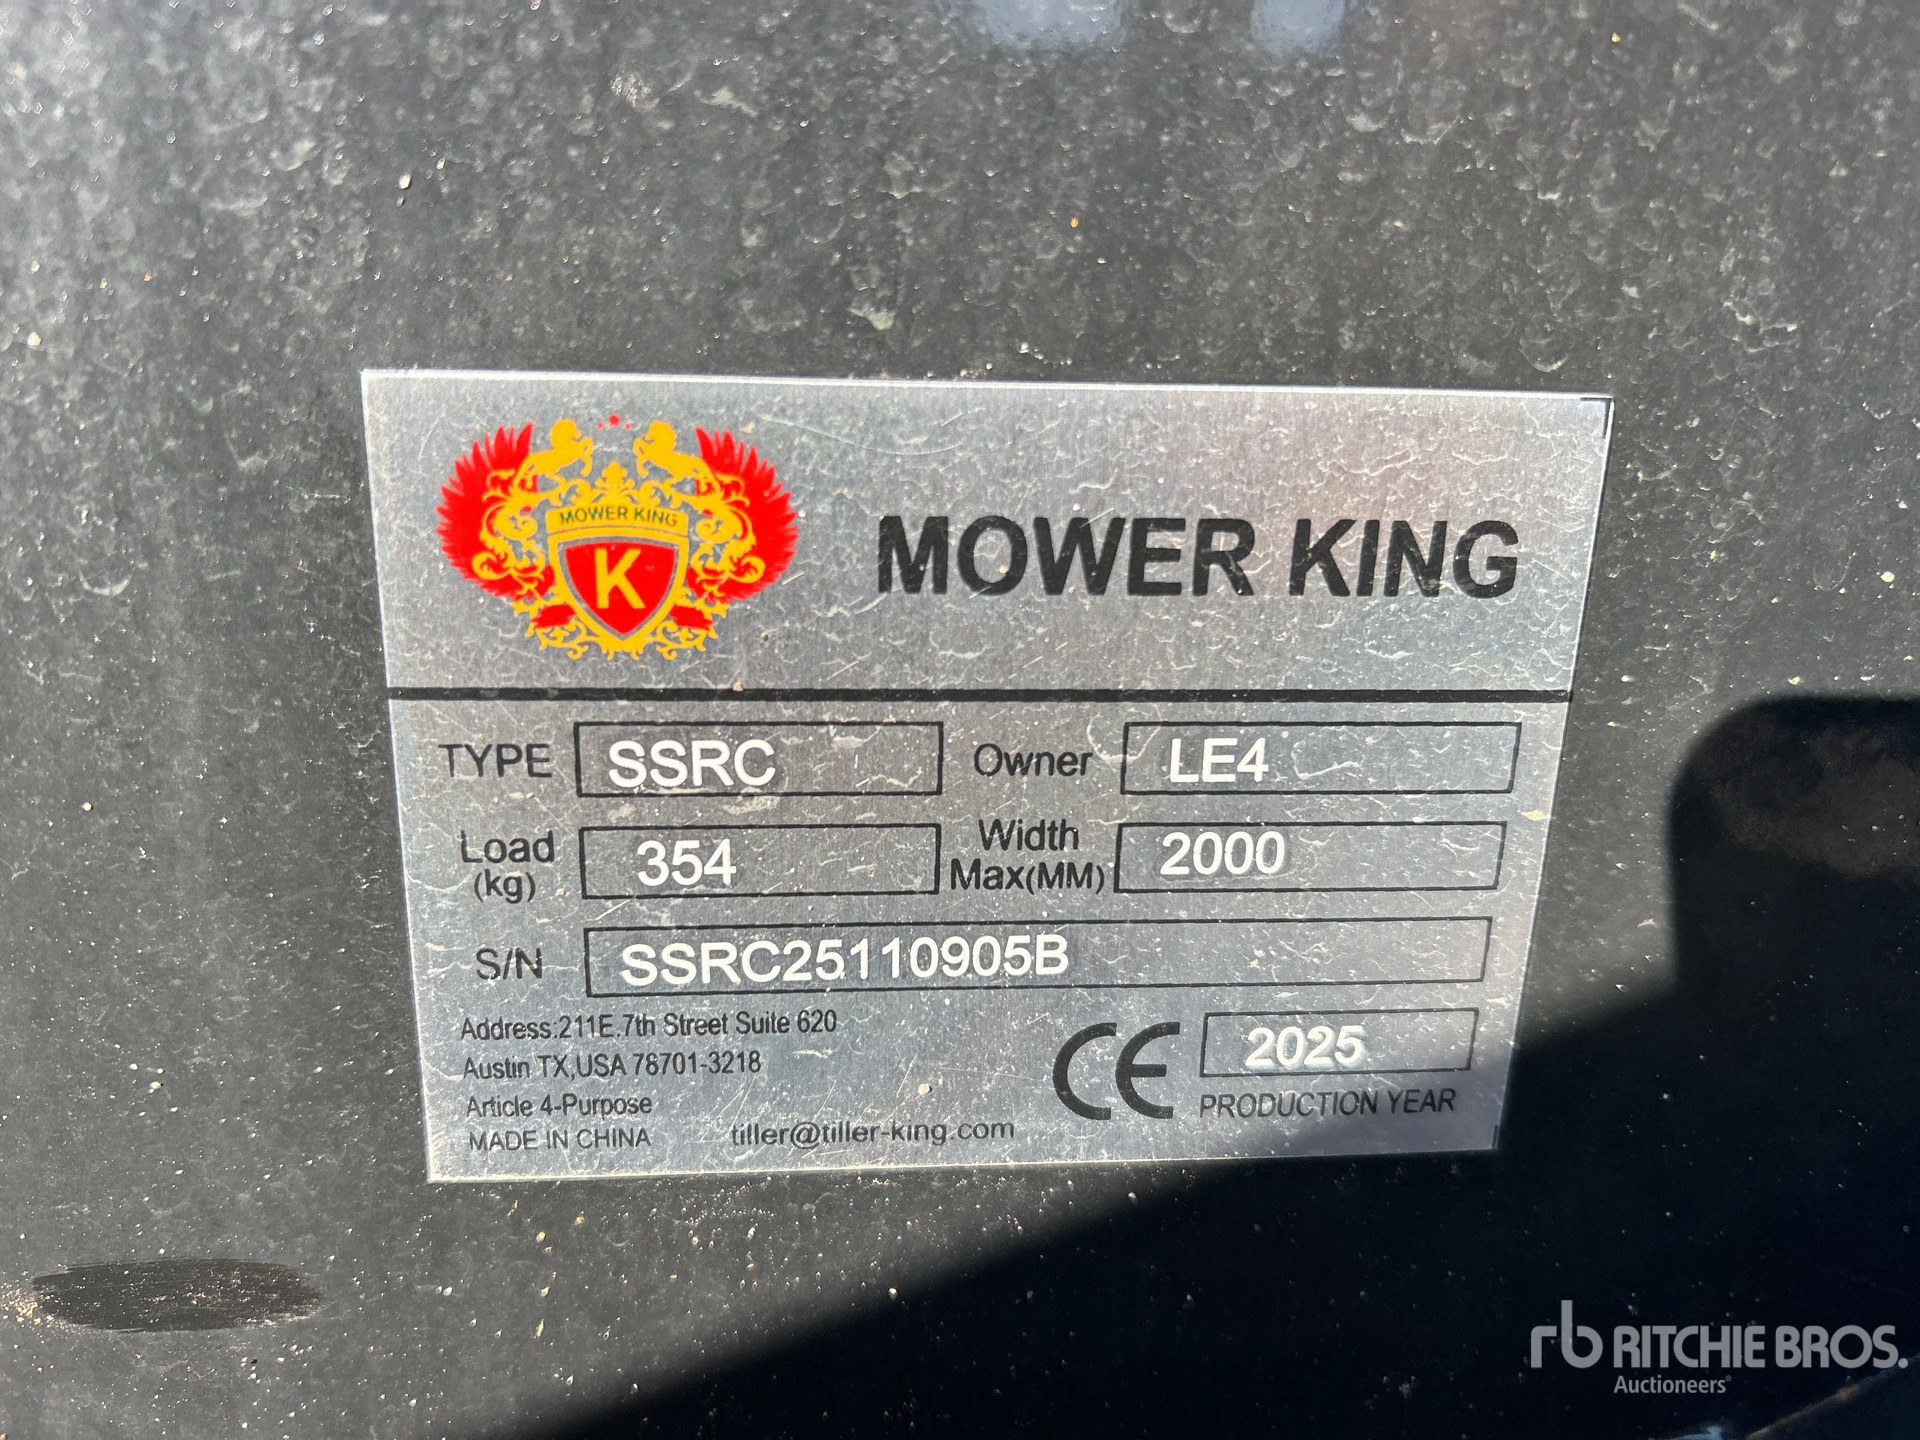 MOWER KING
K
MOWER KING
TYPE SSRC Owner LE4
Load (kg) 354 Width Max(MM) 2000
S/N SSRC25110905B
Address:211E.7th Street Suite 620
Austin TX,USA 78701-3218
Article 4-Purpose
MADE IN CHINA tiller@tiller-king.com
CE 2025
PRODUCTION YEAR
rb RITCHIE BROS.
Auctioneers